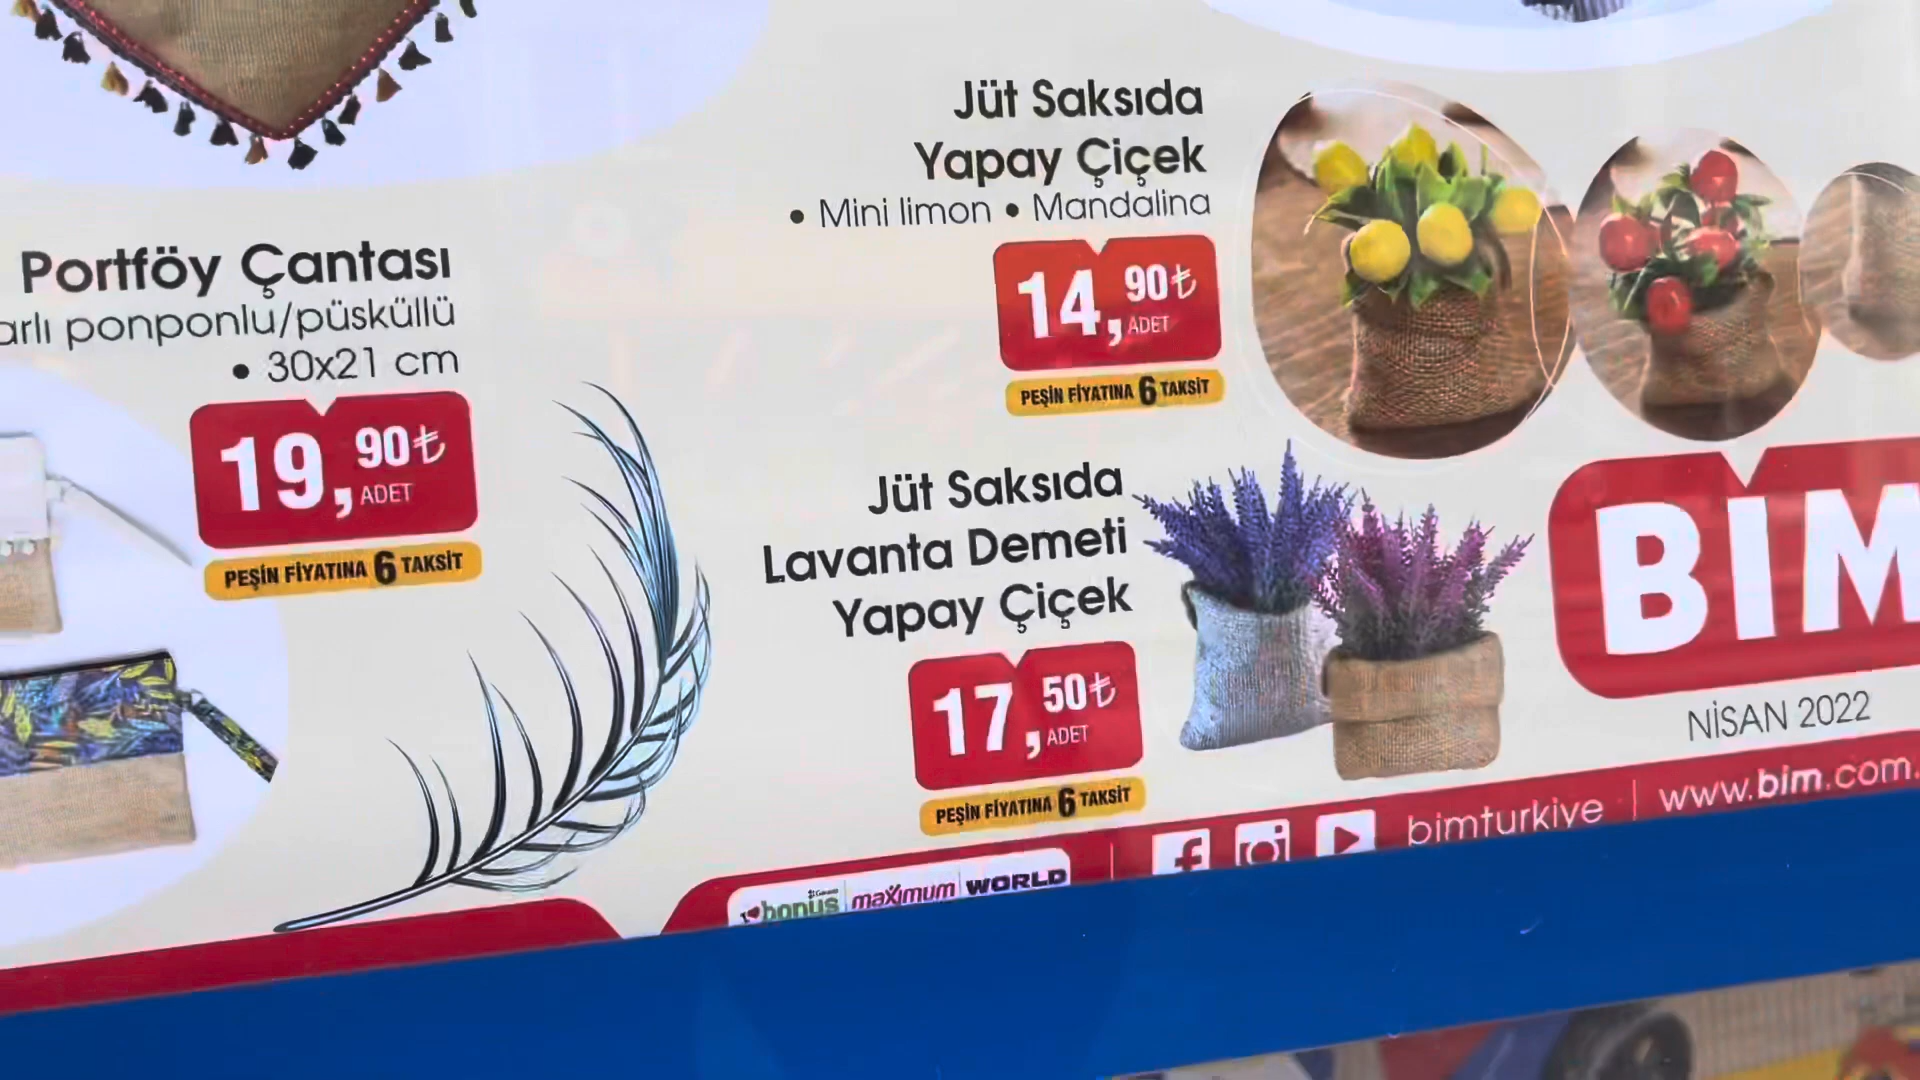 Portföy Çantası
arlı ponponlu/püsküllü
• 30x21 cm
19,90₺
ADET
PEŞİN FİYATINA 6 TAKSİT
Jüt Saksıda
Yapay Çiçek
• Mini limon • Mandalina
14,90₺
ADET
PEŞİN FİYATINA 6 TAKSİT
Jüt Saksıda
Lavanta Demeti
Yapay Çiçek
17,50₺
ADET
PEŞİN FİYATINA 6 TAKSİT
BİM
NİSAN 2022
bonus maximum WORLD
bimturkiye | www.bim.com.